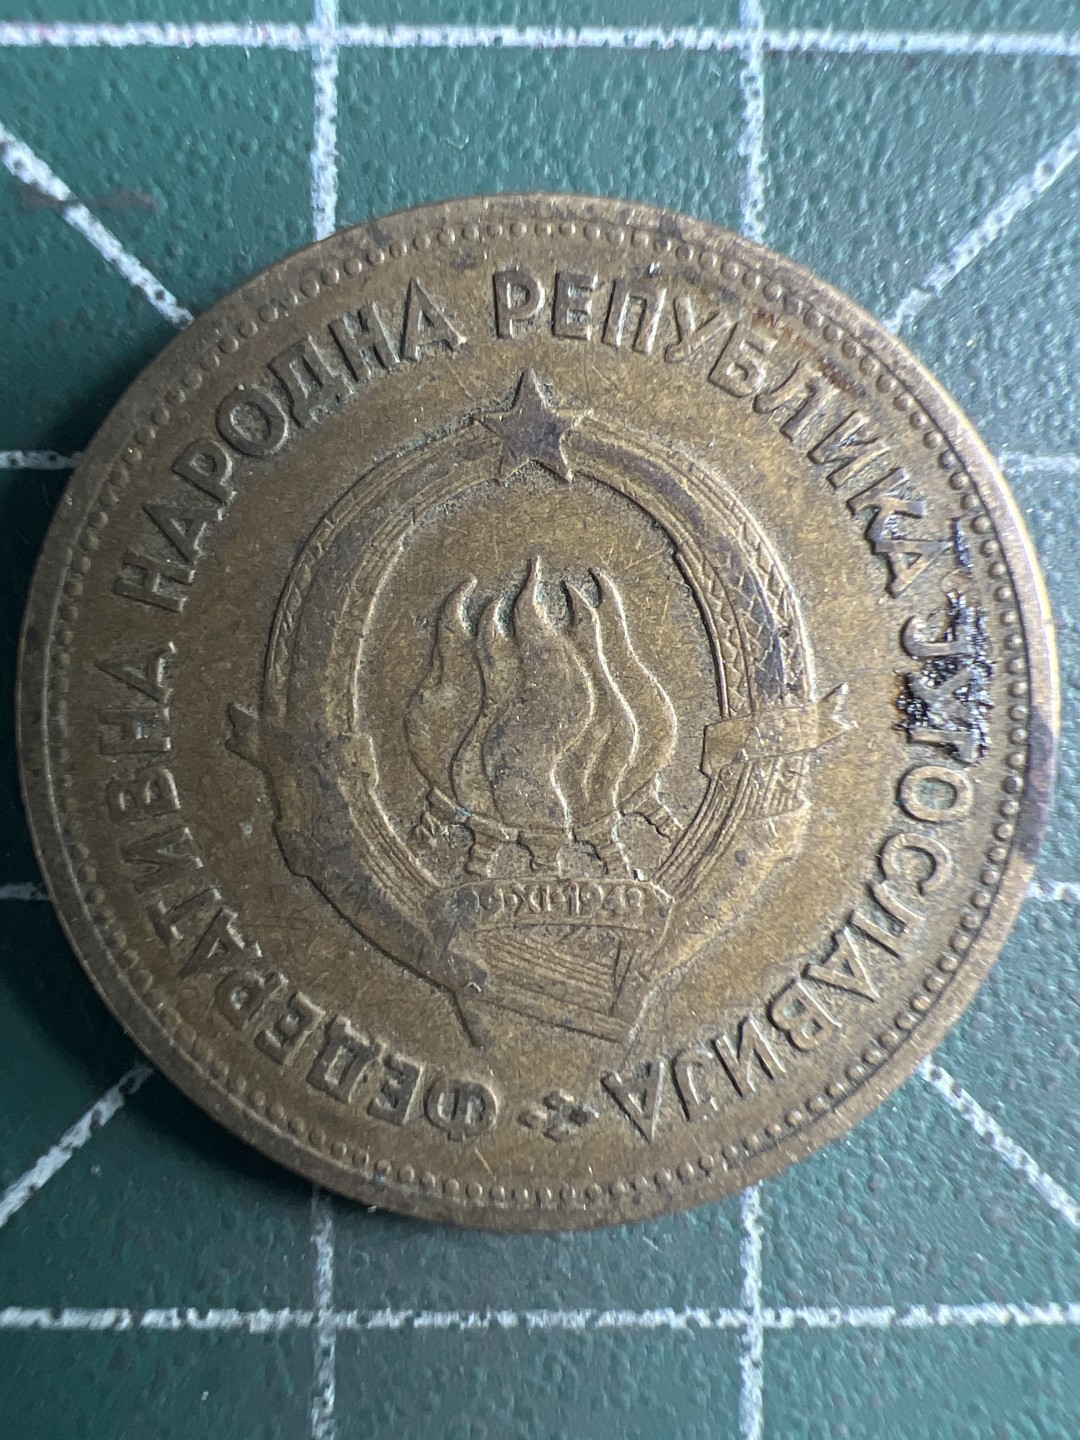 ФЕДЕРАТИВНА НАРОДНА РЕПУБЛИКА ЈУГОСЛАВИЈА
29·XI·1943